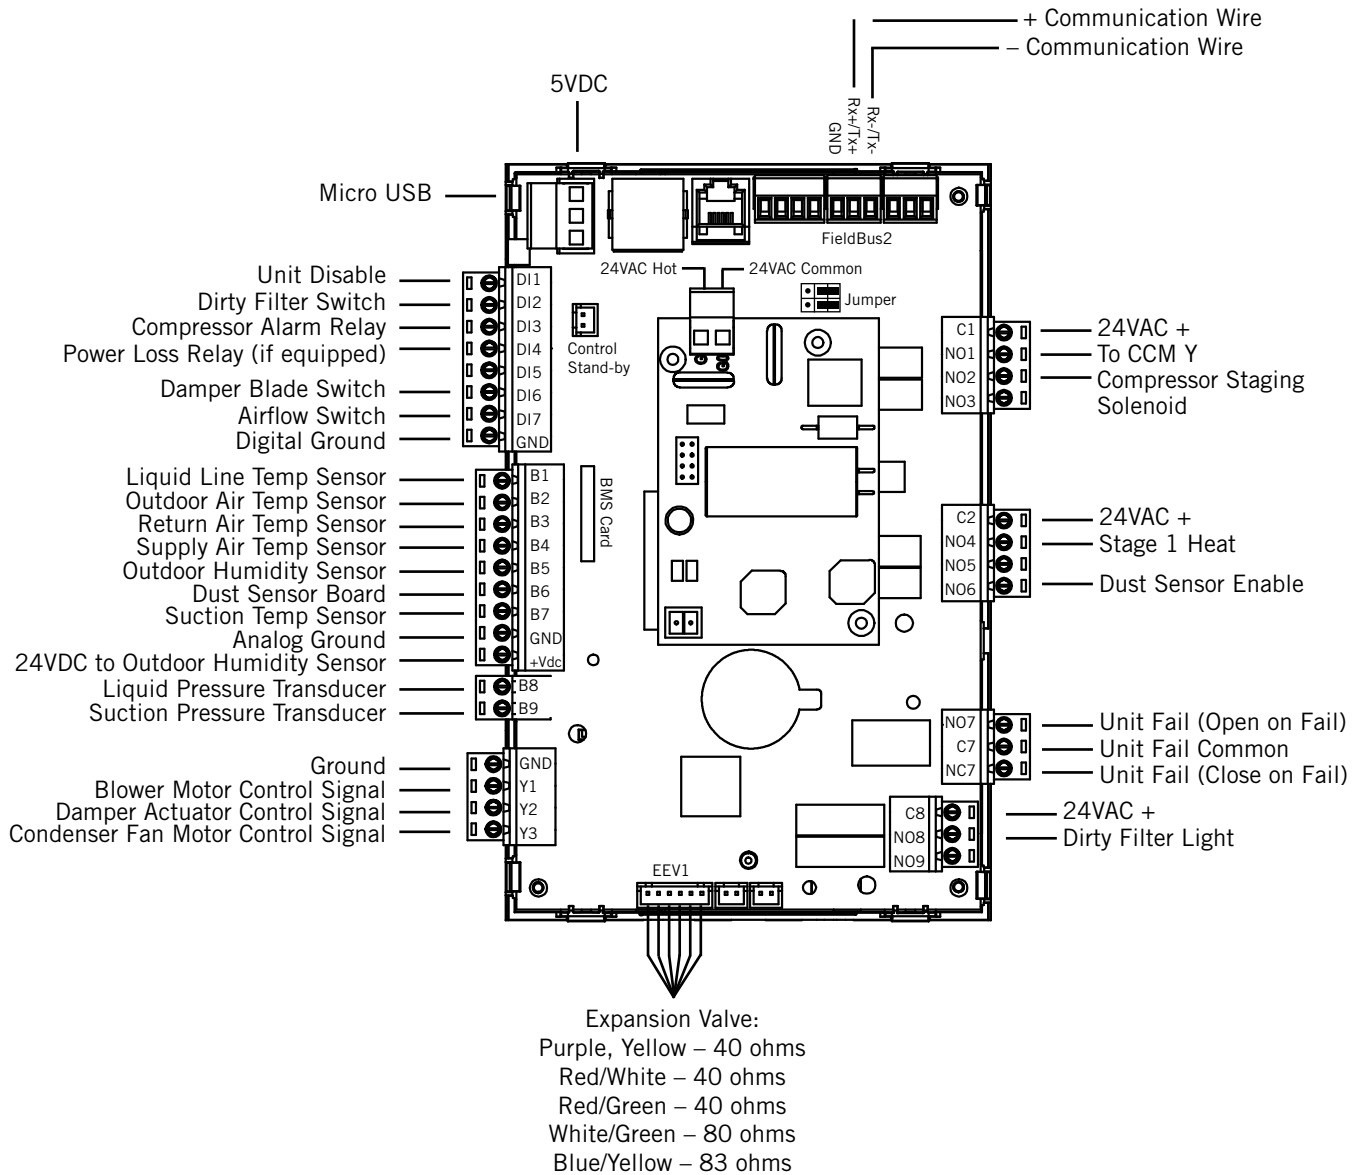 + Communication Wire
– Communication Wire
5VDC
Rx-/Tx-
Rx+/Tx+
GND
Micro USB
FieldBus2
24VAC Hot
24VAC Common
Jumper
Control
Stand-by
Unit Disable
Dirty Filter Switch
Compressor Alarm Relay
Power Loss Relay (if equipped)
Damper Blade Switch
Airflow Switch
Digital Ground
DI1
DI2
DI3
DI4
DI5
DI6
DI7
GND
C1
NO1
NO2
NO3
24VAC +
To CCM Y
Compressor Staging
Solenoid
Liquid Line Temp Sensor
Outdoor Air Temp Sensor
Return Air Temp Sensor
Supply Air Temp Sensor
Outdoor Humidity Sensor
Dust Sensor Board
Suction Temp Sensor
Analog Ground
24VDC to Outdoor Humidity Sensor
Liquid Pressure Transducer
Suction Pressure Transducer
B1
B2
B3
B4
B5
B6
B7
GND
+Vdc
B8
B9
BMS Card
C2
NO4
NO5
NO6
24VAC +
Stage 1 Heat
Dust Sensor Enable
NO7
C7
NC7
Unit Fail (Open on Fail)
Unit Fail Common
Unit Fail (Close on Fail)
Ground
Blower Motor Control Signal
Damper Actuator Control Signal
Condenser Fan Motor Control Signal
GND
Y1
Y2
Y3
C8
NO8
NO9
24VAC +
Dirty Filter Light
EEV1
Expansion Valve:
Purple, Yellow – 40 ohms
Red/White – 40 ohms
Red/Green – 40 ohms
White/Green – 80 ohms
Blue/Yellow – 83 ohms